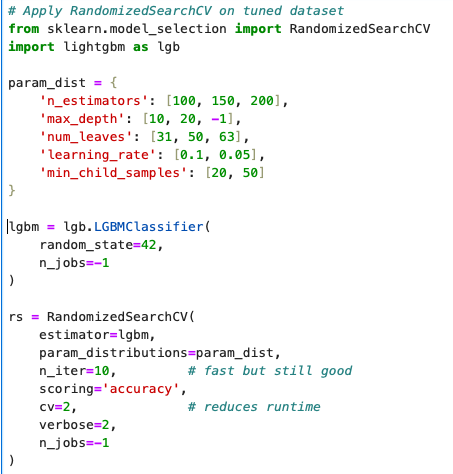 # Apply RandomizedSearchCV on tuned dataset
from sklearn.model_selection import RandomizedSearchCV
import lightgbm as lgb

param_dist = {
    'n_estimators': [100, 150, 200],
    'max_depth': [10, 20, -1],
    'num_leaves': [31, 50, 63],
    'learning_rate': [0.1, 0.05],
    'min_child_samples': [20, 50]
}

lgbm = lgb.LGBMClassifier(
    random_state=42,
    n_jobs=-1
)

rs = RandomizedSearchCV(
    estimator=lgbm,
    param_distributions=param_dist,
    n_iter=10,         # fast but still good
    scoring='accuracy',
    cv=2,              # reduces runtime
    verbose=2,
    n_jobs=-1
)